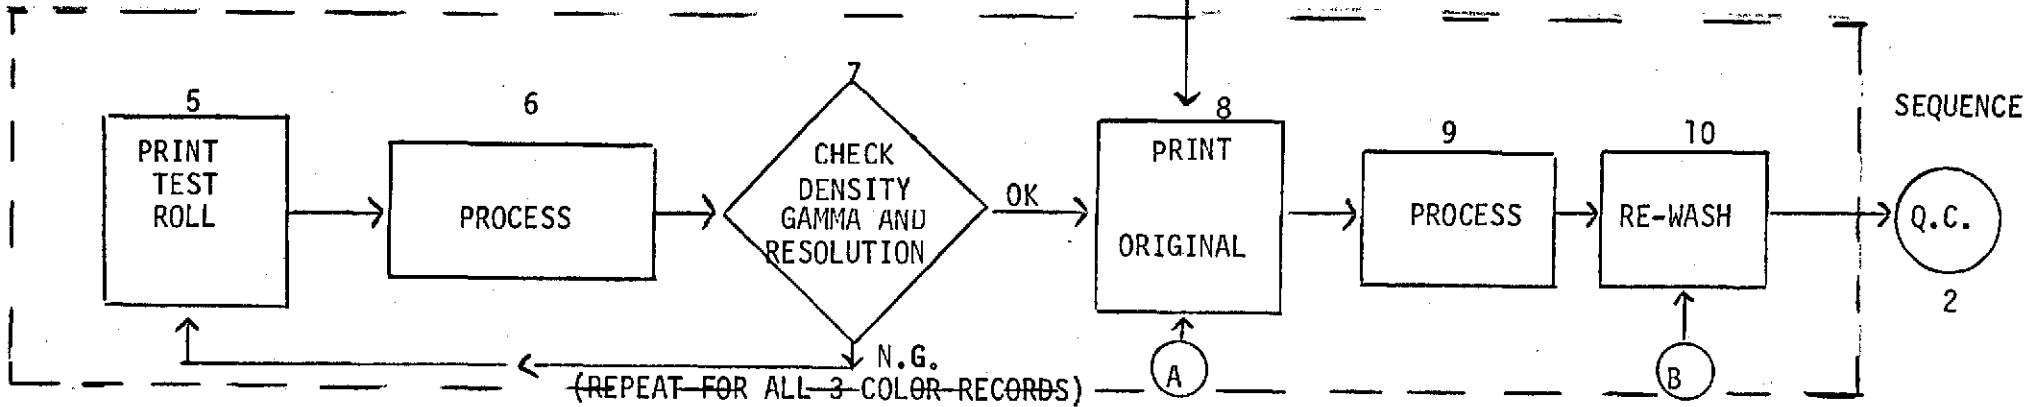 5
PRINT
TEST
ROLL
6
PROCESS
7
CHECK
DENSITY
GAMMA AND
RESOLUTION
OK
N.G.
(REPEAT FOR ALL 3 COLOR RECORDS)
8
PRINT
ORIGINAL
A
9
PROCESS
10
RE-WASH
B
SEQUENCE
Q.C.
2